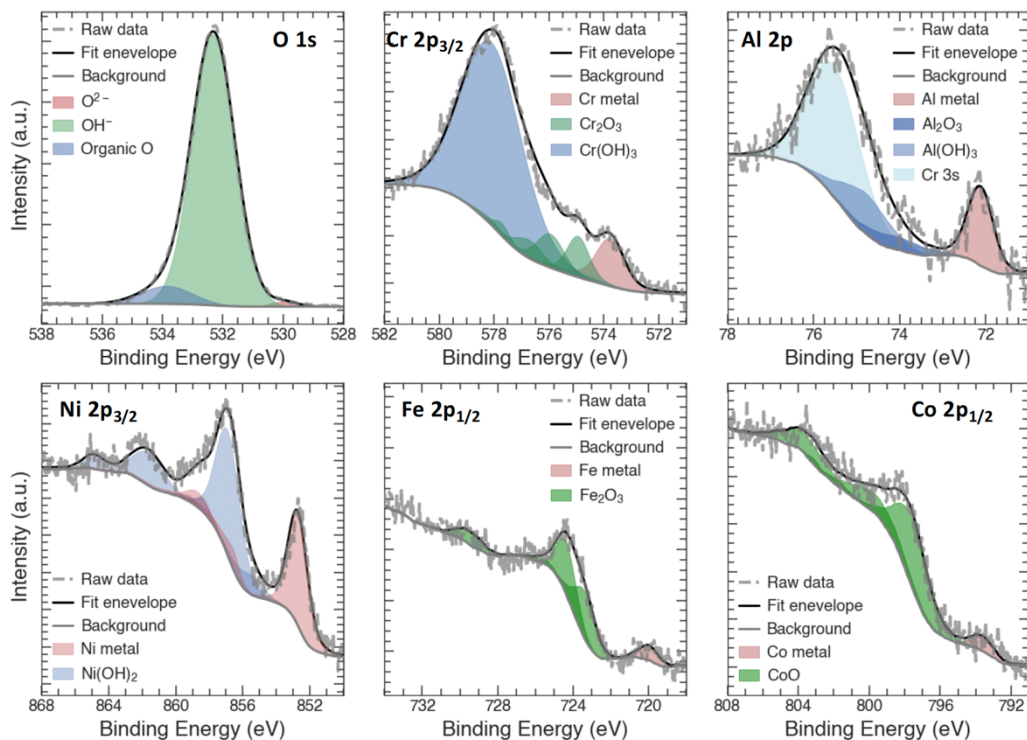 O 1s
Raw data
Fit enevelope
Background
O²⁻
OH⁻
Organic O
Intensity (a.u.)
538 536 534 532 530 528
Binding Energy (eV)
Cr 2p₃/₂
Raw data
Fit enevelope
Background
Cr metal
Cr₂O₃
Cr(OH)₃
582 580 578 576 574 572
Binding Energy (eV)
Al 2p
Raw data
Fit enevelope
Background
Al metal
Al₂O₃
Al(OH)₃
Cr 3s
78 76 74 72
Binding Energy (eV)
Ni 2p₃/₂
Raw data
Fit enevelope
Background
Ni metal
Ni(OH)₂
Intensity (a.u.)
868 864 860 856 852
Binding Energy (eV)
Fe 2p₁/₂
Raw data
Fit enevelope
Background
Fe metal
Fe₂O₃
732 728 724 720
Binding Energy (eV)
Co 2p₁/₂
Raw data
Fit enevelope
Background
Co metal
CoO
808 804 800 796 792
Binding Energy (eV)